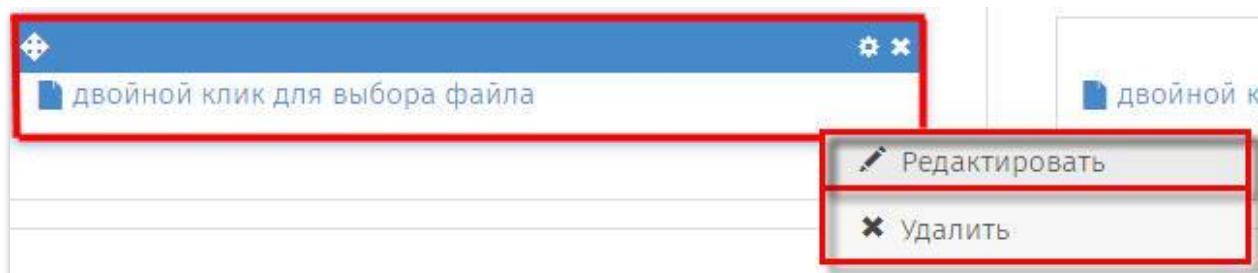 двойной клик для выбора файла
двойной к
Редактировать
Удалить